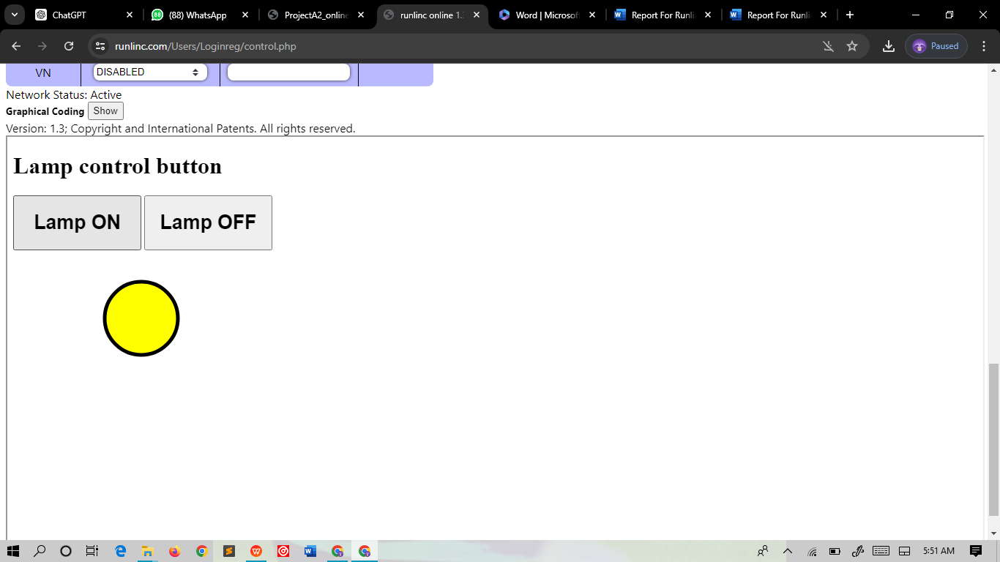 ChatGPT
(88) WhatsApp
ProjectA2_online
runlinc online 1.
Word | Microsoft
Report For Runli
Report For Runli
runlinc.com/Users/Loginreg/control.php
Paused
VN
DISABLED
Network Status: Active
Graphical Coding Show
Version: 1.3; Copyright and International Patents. All rights reserved.
Lamp control button
Lamp ON
Lamp OFF
5:51 AM